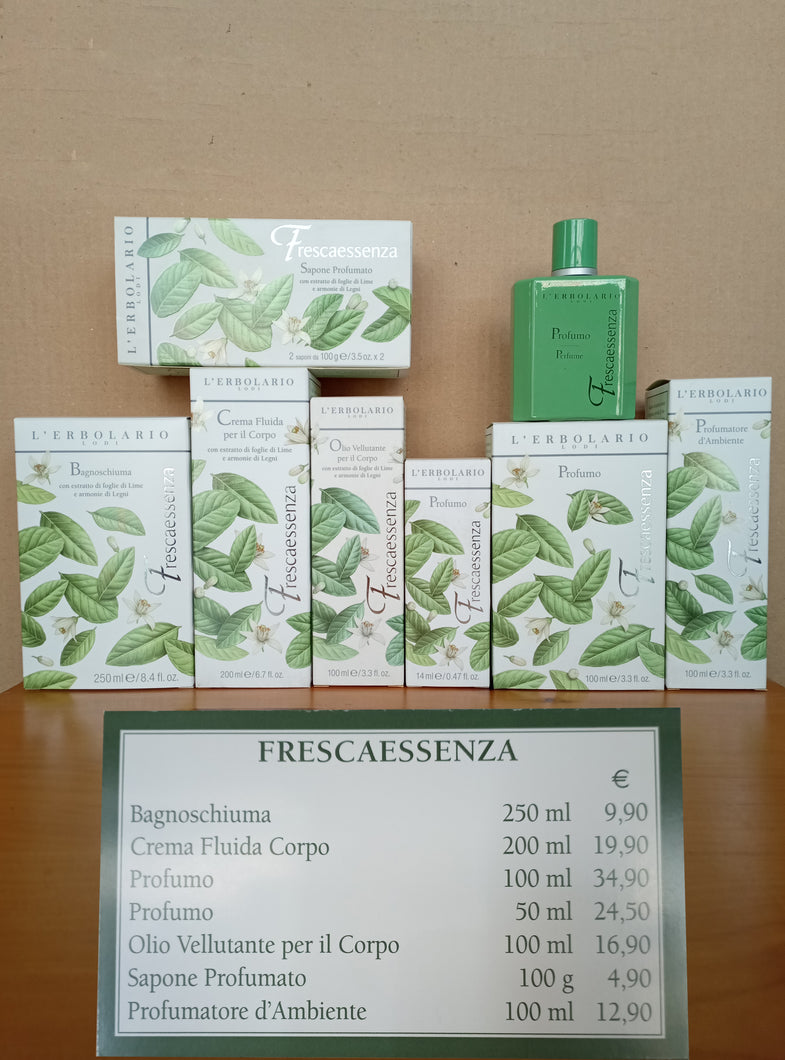 L'ERBOLARIO
LODI
Frescaessenza
Sapone Profumato
con estratto di foglie di Lime
e armonie di Legni
2 saponi da 100 g e/3.5 oz. x 2
L'ERBOLARIO
Profumo
Perfume
Frescaessenza
L'ERBOLARIO
LODI
Bagnoschiuma
con estratto di foglie di Lime
e armonie di Legni
Frescaessenza
250 ml e/8.4 fl. oz.
L'ERBOLARIO
LODI
Crema Fluida
per il Corpo
con estratto di foglie di Lime
e armonie di Legni
Frescaessenza
200 ml e/6.7 fl. oz.
L'ERBOLARIO
LODI
Olio Vellutante
per il Corpo
con estratto di foglie di Lime
e armonie di Legni
Frescaessenza
100 ml e/3.3 fl. oz.
L'ERBOLARIO
LODI
Profumo
Frescaessenza
14 ml e/0.47 fl. oz.
L'ERBOLARIO
LODI
Profumo
Frescaessenza
100 ml e/3.3 fl. oz.
L'ERBOLARIO
LODI
Profumatore
d'Ambiente
Frescaessenza
100 ml e/3.3 fl. oz.
FRESCAESSENZA
€
Bagnoschiuma 250 ml 9,90
Crema Fluida Corpo 200 ml 19,90
Profumo 100 ml 34,90
Profumo 50 ml 24,50
Olio Vellutante per il Corpo 100 ml 16,90
Sapone Profumato 100 g 4,90
Profumatore d'Ambiente 100 ml 12,90